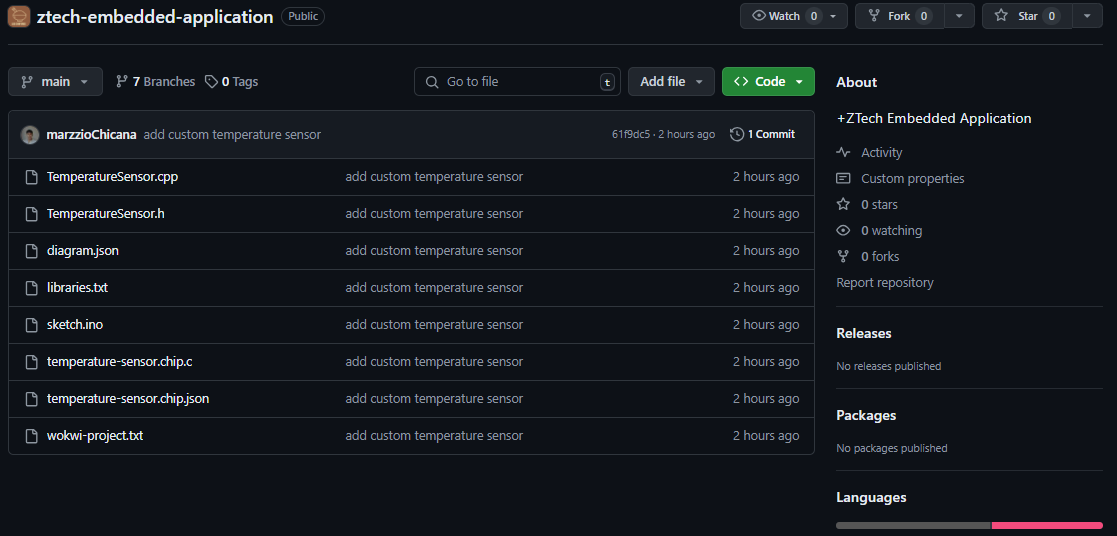 ztech-embedded-application Public Watch 0 Fork 0 Star 0
main 7 Branches 0 Tags Go to file t Add file Code
marzzioChicana add custom temperature sensor 61f9dc5 · 2 hours ago 1 Commit
TemperatureSensor.cpp add custom temperature sensor 2 hours ago
TemperatureSensor.h add custom temperature sensor 2 hours ago
diagram.json add custom temperature sensor 2 hours ago
libraries.txt add custom temperature sensor 2 hours ago
sketch.ino add custom temperature sensor 2 hours ago
temperature-sensor.chip.c add custom temperature sensor 2 hours ago
temperature-sensor.chip.json add custom temperature sensor 2 hours ago
wokwi-project.txt add custom temperature sensor 2 hours ago
About
+ZTech Embedded Application
Activity
Custom properties
0 stars
0 watching
0 forks
Report repository
Releases
No releases published
Packages
No packages published
Languages